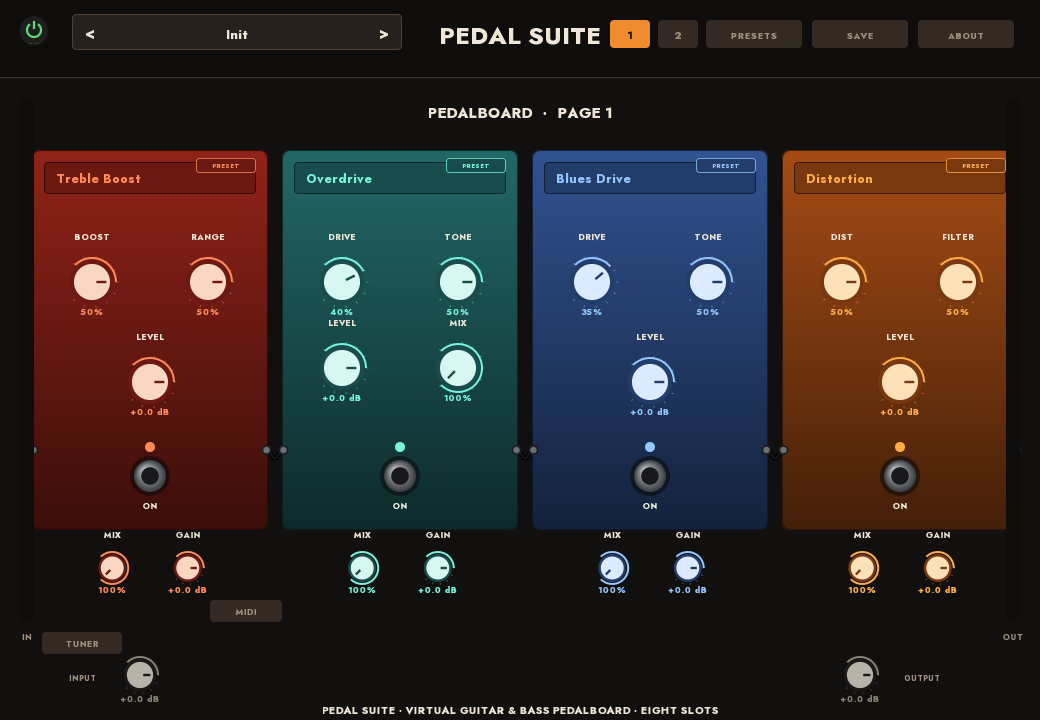 < Init > PEDAL SUITE 1 2 PRESETS SAVE ABOUT
PEDALBOARD · PAGE 1
PRESET PRESET PRESET PRESET
Treble Boost Overdrive Blues Drive Distortion
BOOST RANGE DRIVE TONE DRIVE TONE DIST FILTER
50% 50% 40% 50% 35% 50% 50% 50%
LEVEL MIX
LEVEL LEVEL LEVEL
+0.0 dB 100%
+0.0 dB +0.0 dB +0.0 dB
ON ON ON ON
MIX GAIN MIX GAIN MIX GAIN MIX GAIN
100% +0.0 dB 100% +0.0 dB 100% +0.0 dB 100% +0.0 dB
MIDI
IN OUT
TUNER
INPUT OUTPUT
+0.0 dB +0.0 dB
PEDAL SUITE · VIRTUAL GUITAR & BASS PEDALBOARD · EIGHT SLOTS